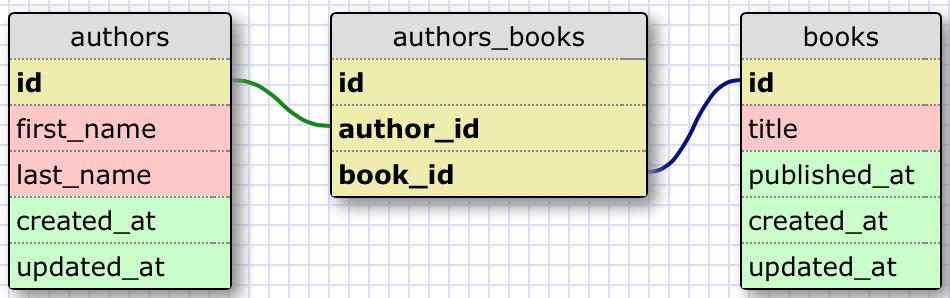 authors
id
first_name
last_name
created_at
updated_at
authors_books
id
author_id
book_id
books
id
title
published_at
created_at
updated_at